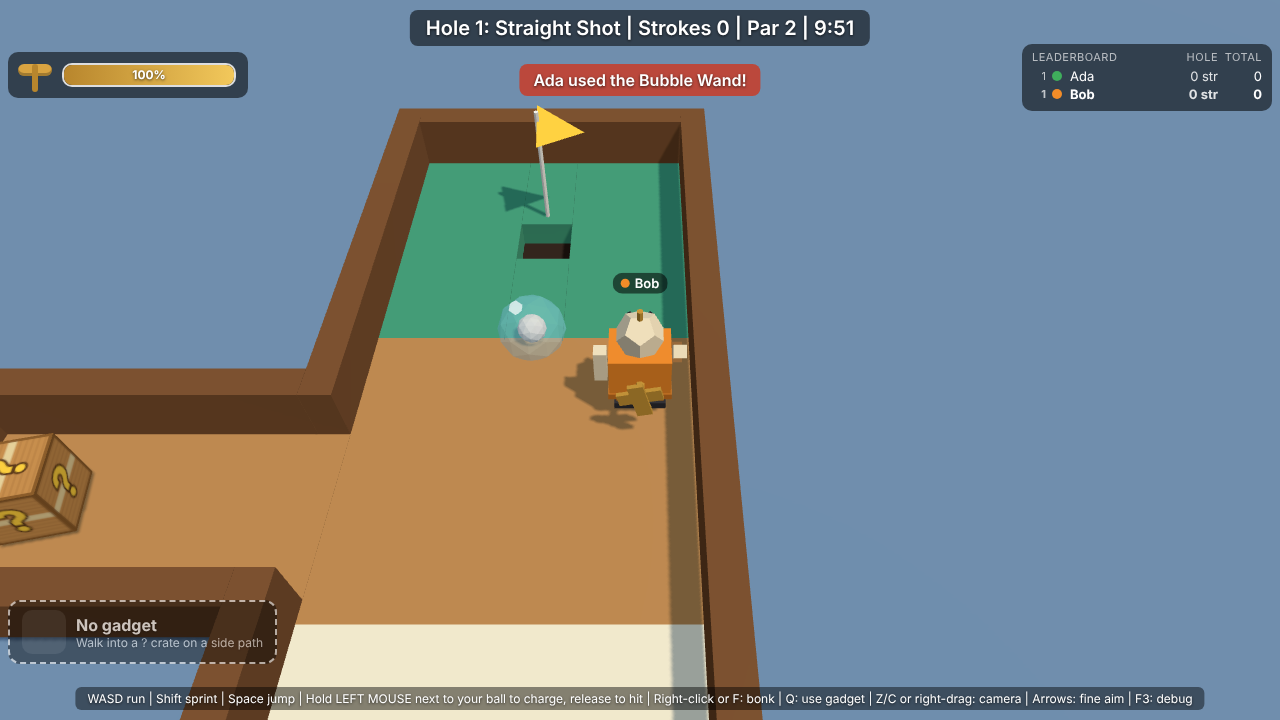 Hole 1: Straight Shot | Strokes 0 | Par 2 | 9:51
100%
Ada used the Bubble Wand!
LEADERBOARD HOLE TOTAL
1 Ada 0 str 0
1 Bob 0 str 0
Bob
?
?
?
No gadget
Walk into a ? crate on a side path
WASD run | Shift sprint | Space jump | Hold LEFT MOUSE next to your ball to charge, release to hit | Right-click or F: bonk | Q: use gadget | Z/C or right-drag: camera | Arrows: fine aim | F3: debug